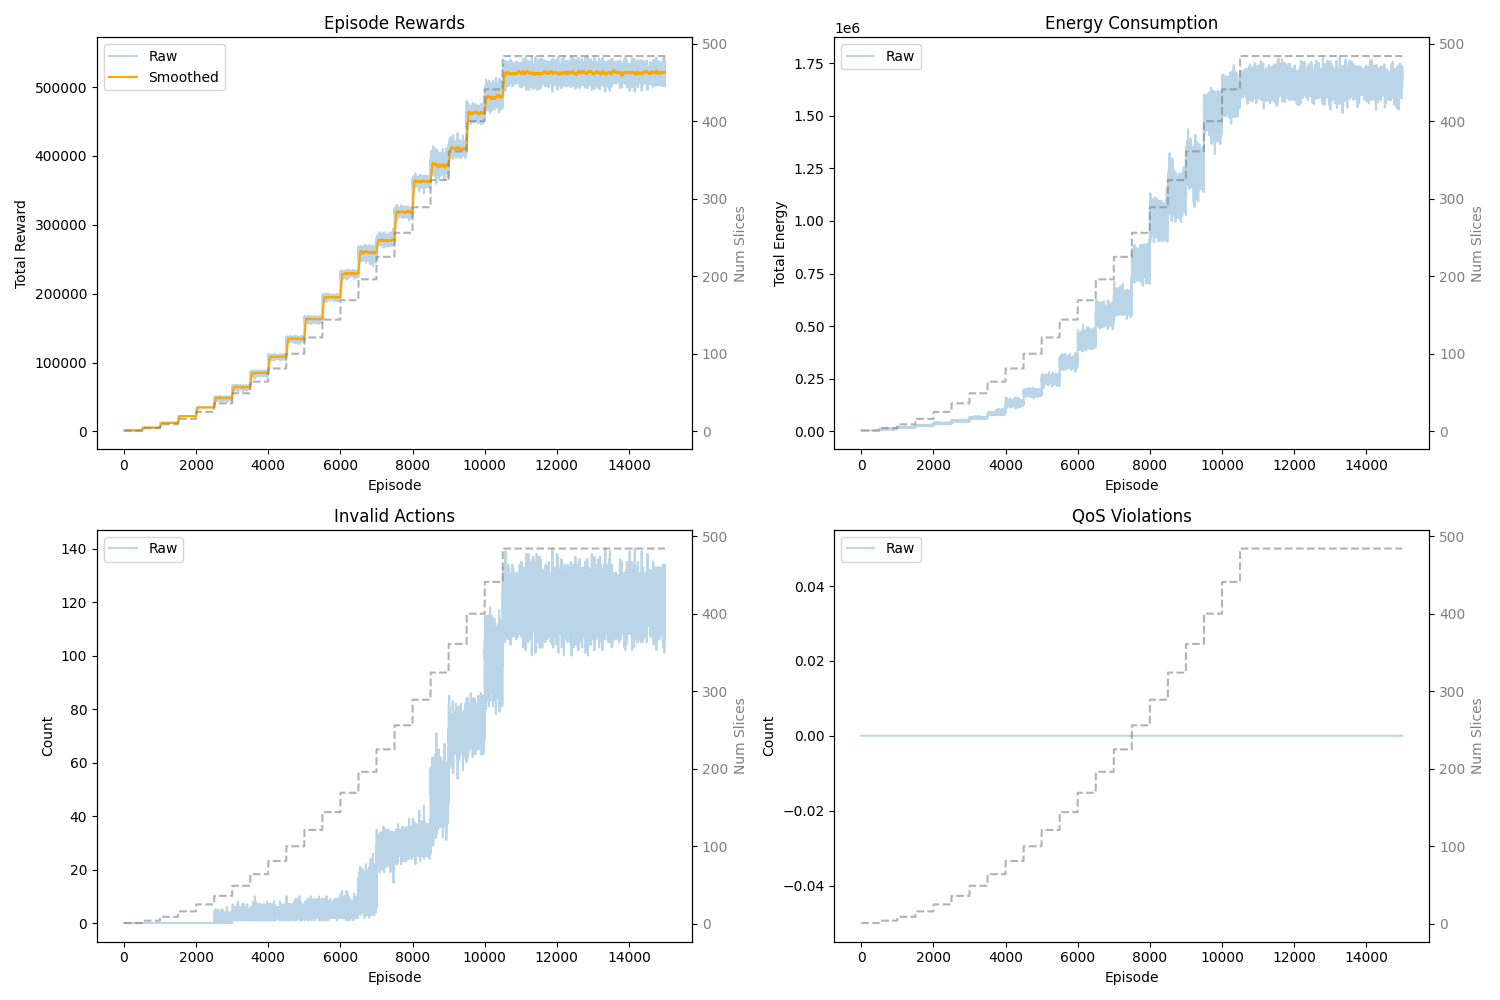 Episode Rewards
Raw
Smoothed
Total Reward
500000
400000
300000
200000
100000
0
500
400
300
200
100
0
Num Slices
0 2000 4000 6000 8000 10000 12000 14000
Episode
Energy Consumption
1e6
Raw
Total Energy
1.75
1.50
1.25
1.00
0.75
0.50
0.25
0.00
500
400
300
200
100
0
Num Slices
0 2000 4000 6000 8000 10000 12000 14000
Episode
Invalid Actions
Raw
Count
140
120
100
80
60
40
20
0
500
400
300
200
100
0
Num Slices
0 2000 4000 6000 8000 10000 12000 14000
Episode
QoS Violations
Raw
Count
0.04
0.02
0.00
−0.02
−0.04
500
400
300
200
100
0
Num Slices
0 2000 4000 6000 8000 10000 12000 14000
Episode